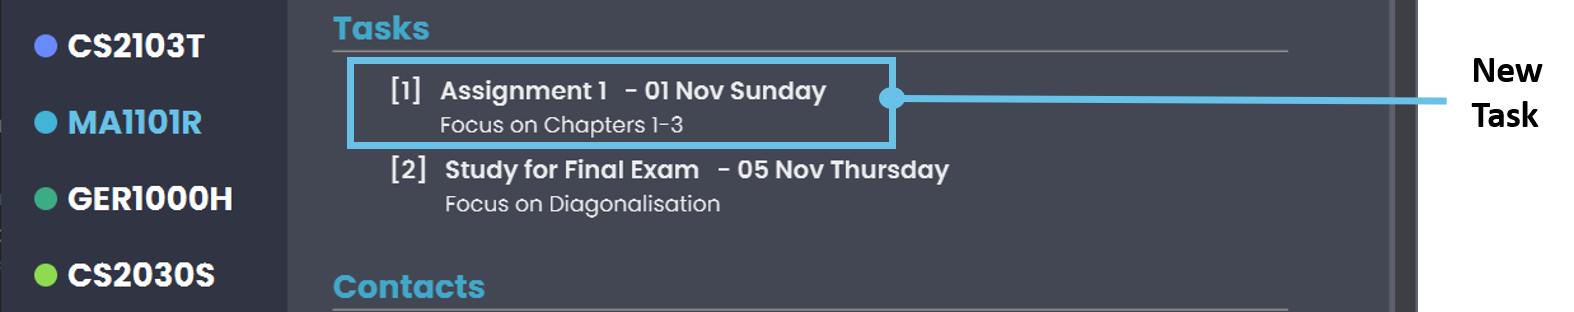 CS2103T
MA1101R
GER1000H
CS2030S
Tasks
[1] Assignment 1 - 01 Nov Sunday
Focus on Chapters 1-3
[2] Study for Final Exam - 05 Nov Thursday
Focus on Diagonalisation
Contacts
New
Task